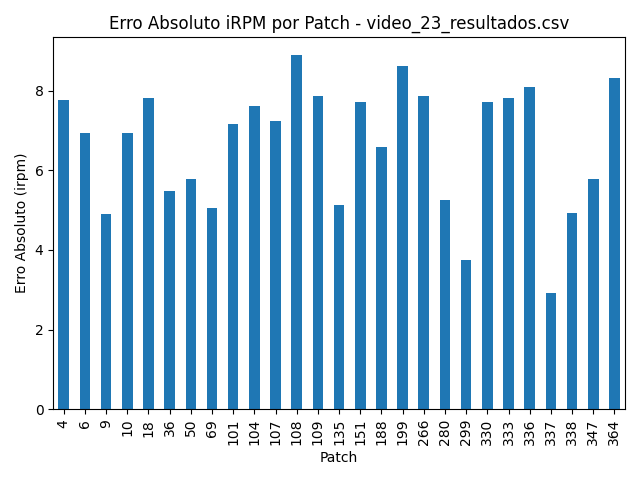 Erro Absoluto iRPM por Patch - video_23_resultados.csv
Erro Absoluto (irpm)
8
6
4
2
0
4 6 9 10 18 36 50 69 101 104 107 108 109 135 151 188 199 266 280 299 330 333 336 337 338 347 364
Patch